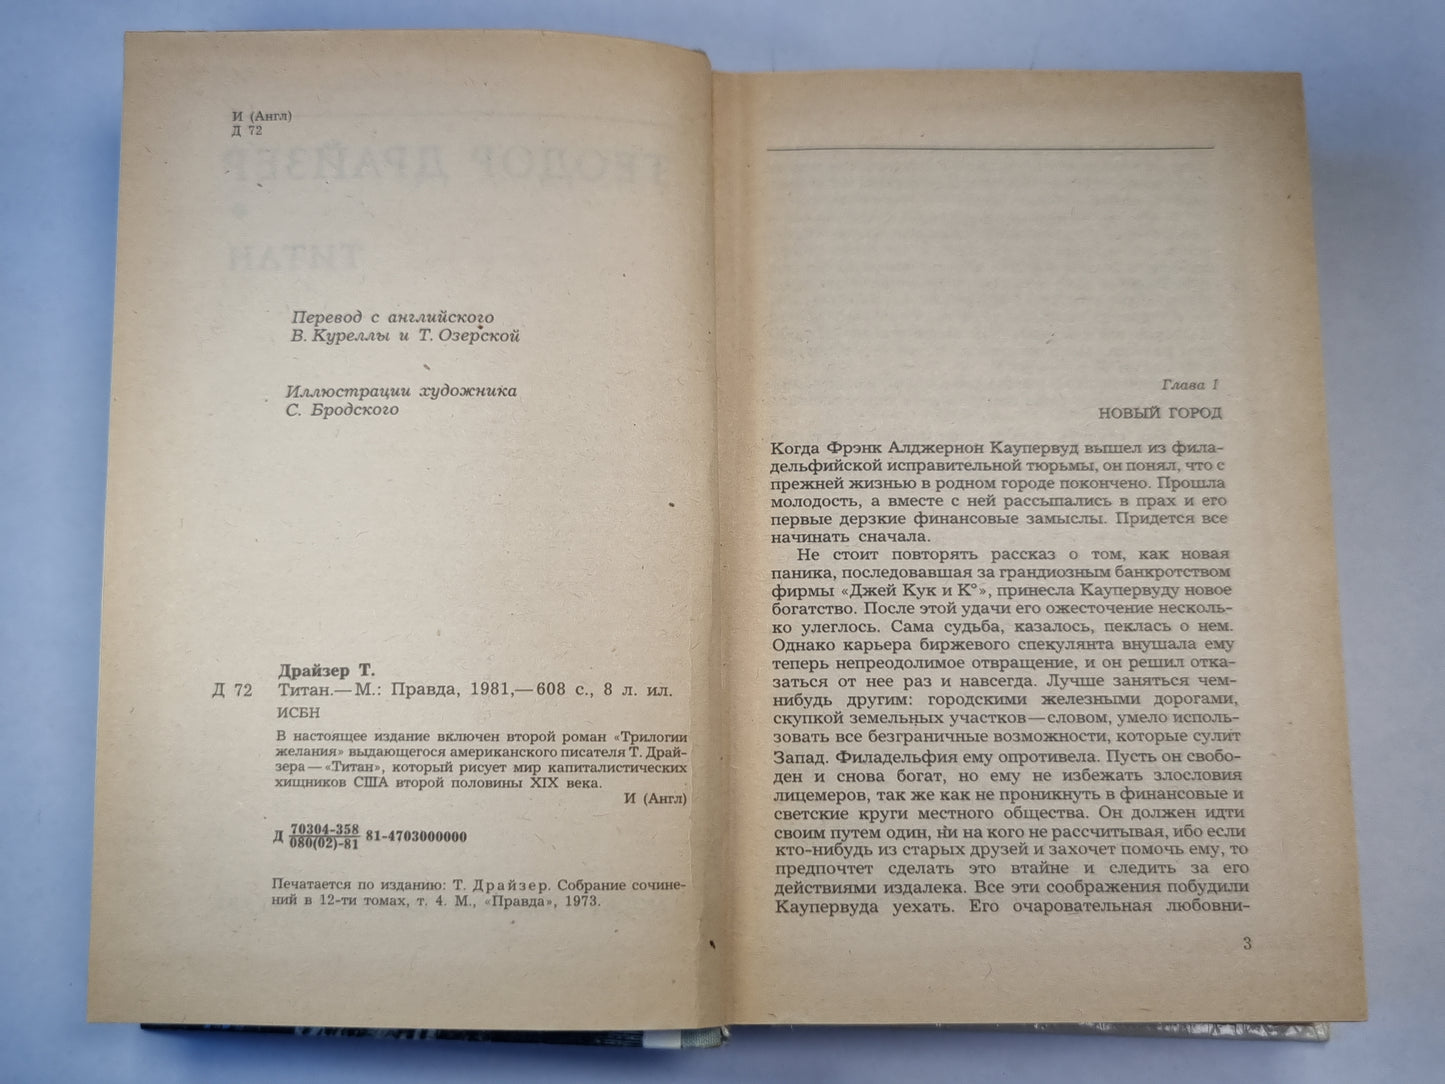 И (Англ)
Д 72
Перевод с английского
В. Куреллы и Т. Озерской
Иллюстрации художника
С. Бродского
Драйзер Т.
Д 72 Титан.— М.: Правда, 1981,— 608 с., 8 л. ил.
ИСБН
В настоящее издание включен второй роман «Трилогии
желания» выдающегося американского писателя Т. Драй-
зера — «Титан», который рисует мир капиталистических
хищников США второй половины XIX века.
И (Англ)
Д 70304-358 81-4703000000
080(02)-81
Печатается по изданию: Т. Драйзер. Собрание сочине-
ний в 12-ти томах, т. 4. М., «Правда», 1973.
Глава I
НОВЫЙ ГОРОД
Когда Фрэнк Алджернон Каупервуд вышел из фила-
дельфийской исправительной тюрьмы, он понял, что с
прежней жизнью в родном городе покончено. Прошла
молодость, а вместе с ней рассыпались в прах и его
первые дерзкие финансовые замыслы. Придется все
начинать сначала.
Не стоит повторять рассказ о том, как новая
паника, последовавшая за грандиозным банкротством
фирмы «Джей Кук и К°», принесла Каупервуду новое
богатство. После этой удачи его ожесточение несколь-
ко улеглось. Сама судьба, казалось, пеклась о нем.
Однако карьера биржевого спекулянта внушала ему
теперь непреодолимое отвращение, и он решил отка-
заться от нее раз и навсегда. Лучше заняться чем-
нибудь другим: городскими железными дорогами,
скупкой земельных участков — словом, умело исполь-
зовать все безграничные возможности, которые сулит
Запад. Филадельфия ему опротивела. Пусть он свобо-
ден и снова богат, но ему не избежать злословия
лицемеров, так же как не проникнуть в финансовые и
светские круги местного общества. Он должен идти
своим путем один, ни на кого не рассчитывая, ибо если
кто-нибудь из старых друзей и захочет помочь ему, то
предпочтет сделать это втайне и следить за его
действиями издалека. Все эти соображения побудили
Каупервуда уехать. Его очаровательная любовни-
3